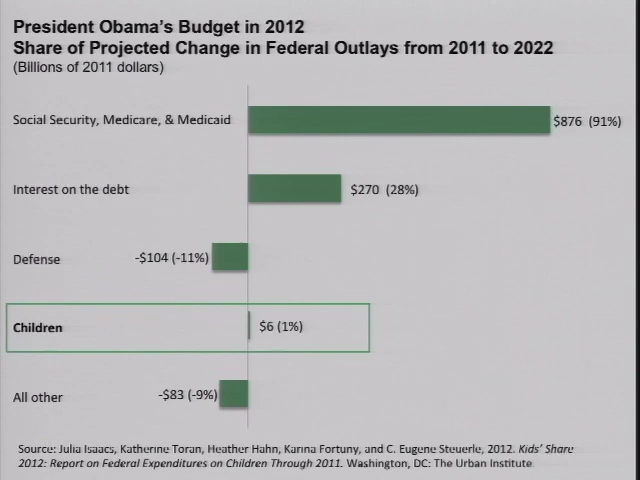 President Obama's Budget in 2012
Share of Projected Change in Federal Outlays from 2011 to 2022
(Billions of 2011 dollars)
Social Security, Medicare, & Medicaid
$876 (91%)
Interest on the debt
$270 (28%)
Defense
-$104 (-11%)
Children
$6 (1%)
All other
-$83 (-9%)
Source: Julia Isaacs, Katherine Toran, Heather Hahn, Karina Fortuny, and C. Eugene Steuerle, 2012. Kids' Share
2012: Report on Federal Expenditures on Children Through 2011. Washington, DC: The Urban Institute.